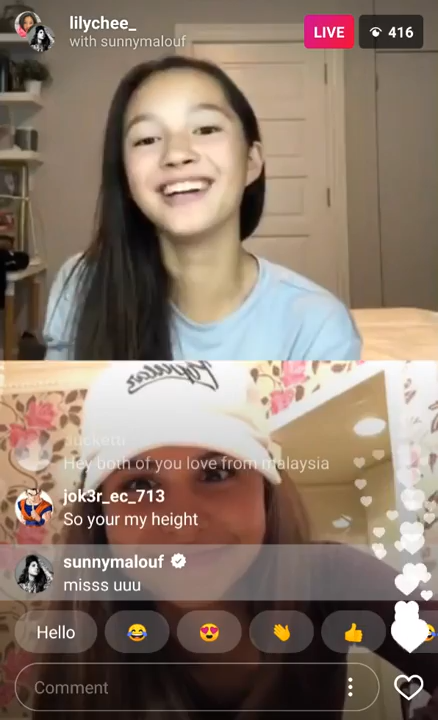 lilychee_
with sunnymalouf
LIVE
416
Hey both of you love from malaysia
jok3r_ec_713
So your my height
sunnymalouf
misss uuu
Hello
Comment